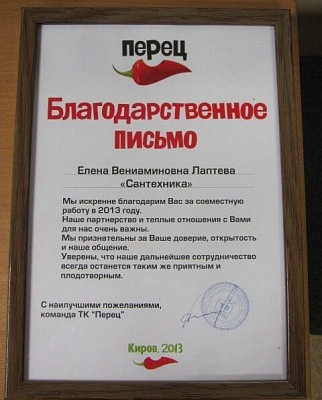 перец
Благодарственное
письмо
Елена Вениаминовна Лаптева
«Сантехника»
Мы искренне благодарим Вас за совместную
работу в 2013 году.
Наше партнерство и теплые отношения с Вами
для нас очень важны.
Мы признательны за Ваше доверие, открытость
и наше общение.
Уверены, что наше дальнейшее сотрудничество
всегда останется таким же приятным и
плодотворным.
С наилучшими пожеланиями,
команда ТК "Перец"
Киров, 2013